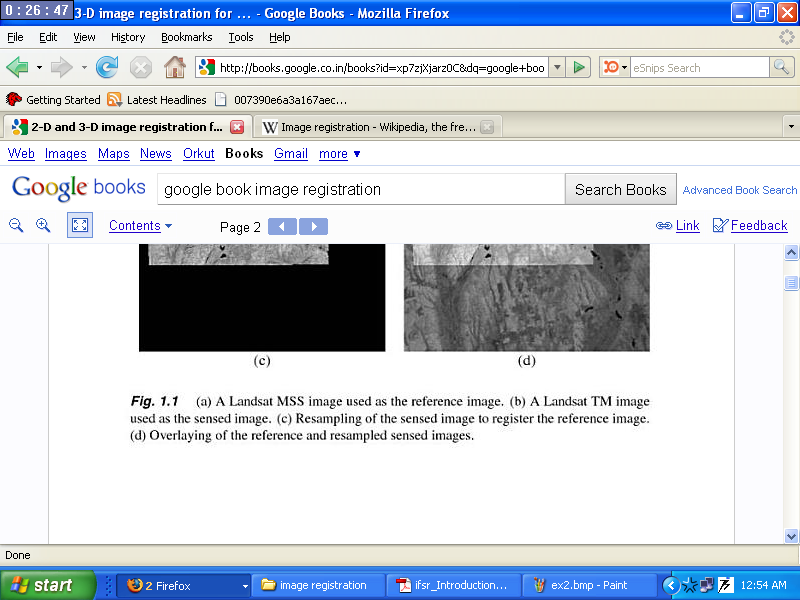 0:26:47 3-D image registration for ... - Google Books - Mozilla Firefox
File Edit View History Bookmarks Tools Help
http://books.google.co.in/books?id=xp7zjXjarz0C&dq=google+boo eSnips Search
Getting Started Latest Headlines 007390e6a3a167aec...
2-D and 3-D image registration f... W Image registration - Wikipedia, the fre...
Web Images Maps News Orkut Books Gmail more ▼
Google books google book image registration Search Books Advanced Book Search
Contents Page 2 Link Feedback
(c) (d)
Fig. 1.1 (a) A Landsat MSS image used as the reference image. (b) A Landsat TM image
used as the sensed image. (c) Resampling of the sensed image to register the reference image.
(d) Overlaying of the reference and resampled sensed images.
Done
start 2 Firefox image registration ifsr_Introduction... ex2.bmp - Paint 12:54 AM